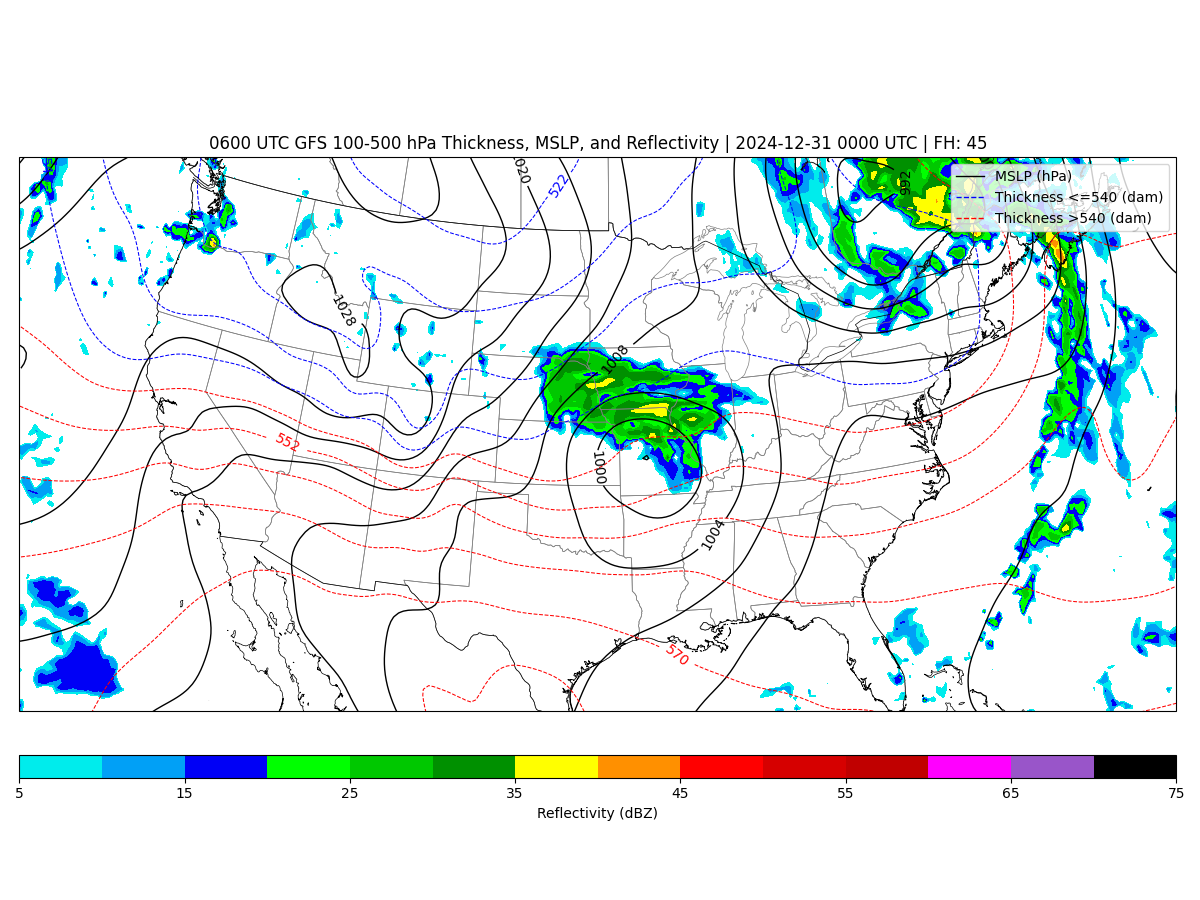 0600 UTC GFS 100-500 hPa Thickness, MSLP, and Reflectivity | 2024-12-31 0000 UTC | FH: 45
MSLP (hPa)
Thickness <=540 (dam)
Thickness >540 (dam)
1020
522
992
1028
1008
552
1000
1004
570
5 15 25 35 45 55 65 75
Reflectivity (dBZ)